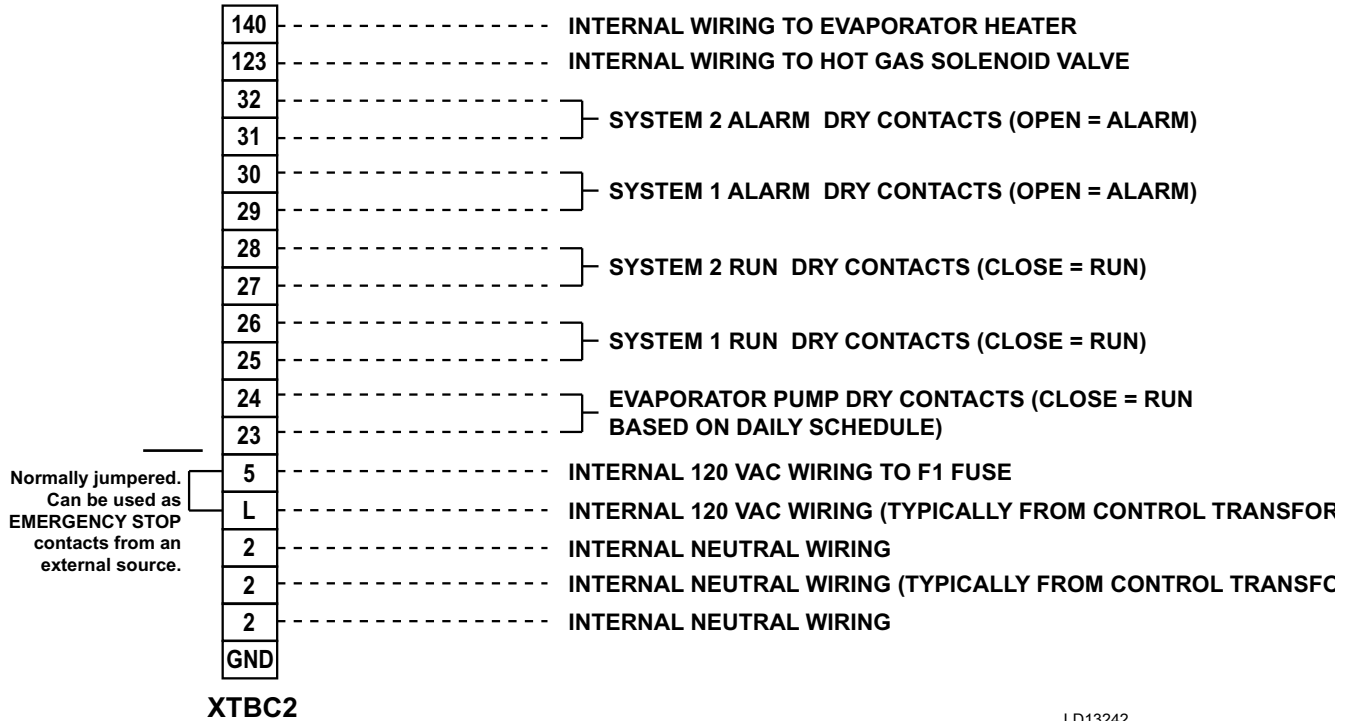 140 INTERNAL WIRING TO EVAPORATOR HEATER
123 INTERNAL WIRING TO HOT GAS SOLENOID VALVE
32
SYSTEM 2 ALARM DRY CONTACTS (OPEN = ALARM)
31
30
SYSTEM 1 ALARM DRY CONTACTS (OPEN = ALARM)
29
28
SYSTEM 2 RUN DRY CONTACTS (CLOSE = RUN)
27
26
SYSTEM 1 RUN DRY CONTACTS (CLOSE = RUN)
25
24 EVAPORATOR PUMP DRY CONTACTS (CLOSE = RUN
23 BASED ON DAILY SCHEDULE)
5 INTERNAL 120 VAC WIRING TO F1 FUSE
Normally jumpered.
Can be used as
EMERGENCY STOP
contacts from an
external source.
L INTERNAL 120 VAC WIRING (TYPICALLY FROM CONTROL TRANSFOR
2 INTERNAL NEUTRAL WIRING
2 INTERNAL NEUTRAL WIRING (TYPICALLY FROM CONTROL TRANSFO
2 INTERNAL NEUTRAL WIRING
GND
XTBC2
LD13242